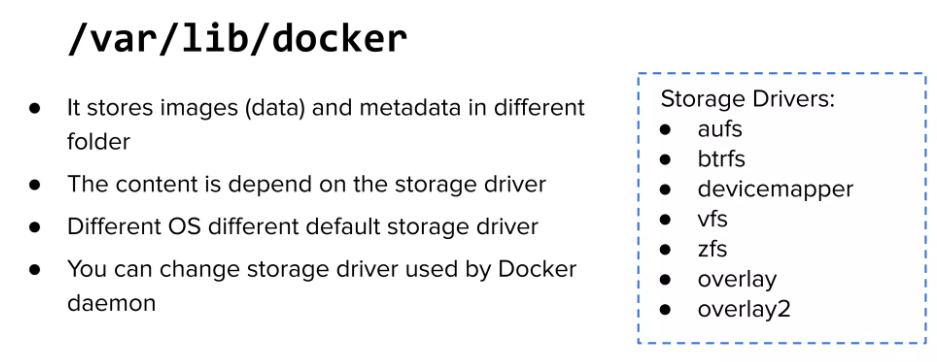 /var/lib/docker
● It stores images (data) and metadata in different
folder
● The content is depend on the storage driver
● Different OS different default storage driver
● You can change storage driver used by Docker
daemon
Storage Drivers:
● aufs
● btrfs
● devicemapper
● vfs
● zfs
● overlay
● overlay2